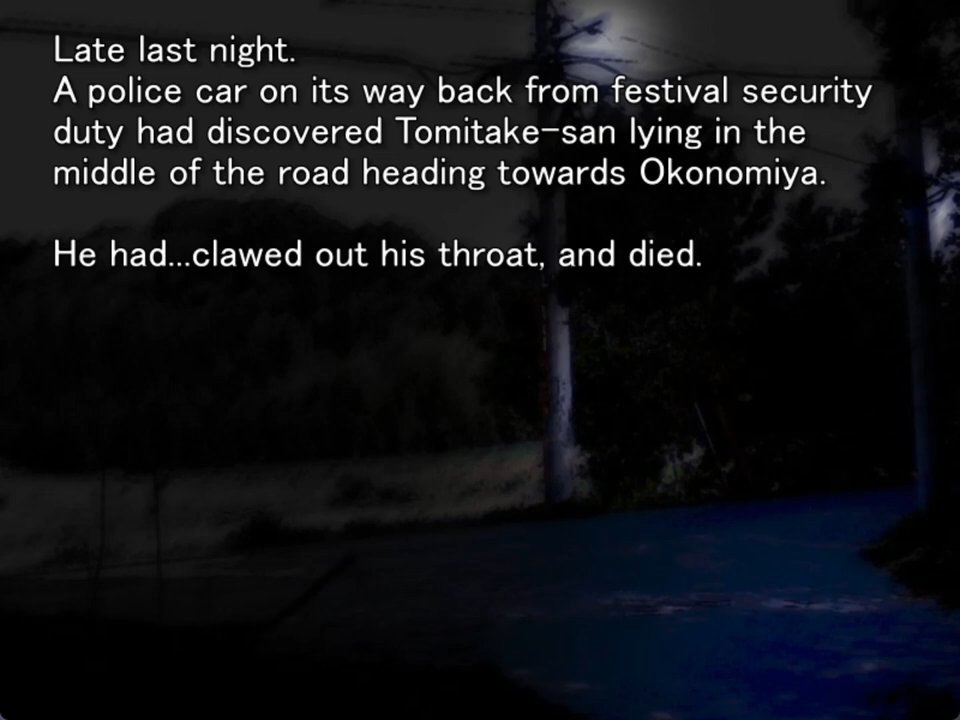 Late last night.
A police car on its way back from festival security
duty had discovered Tomitake-san lying in the
middle of the road heading towards Okonomiya.
He had...clawed out his throat, and died.